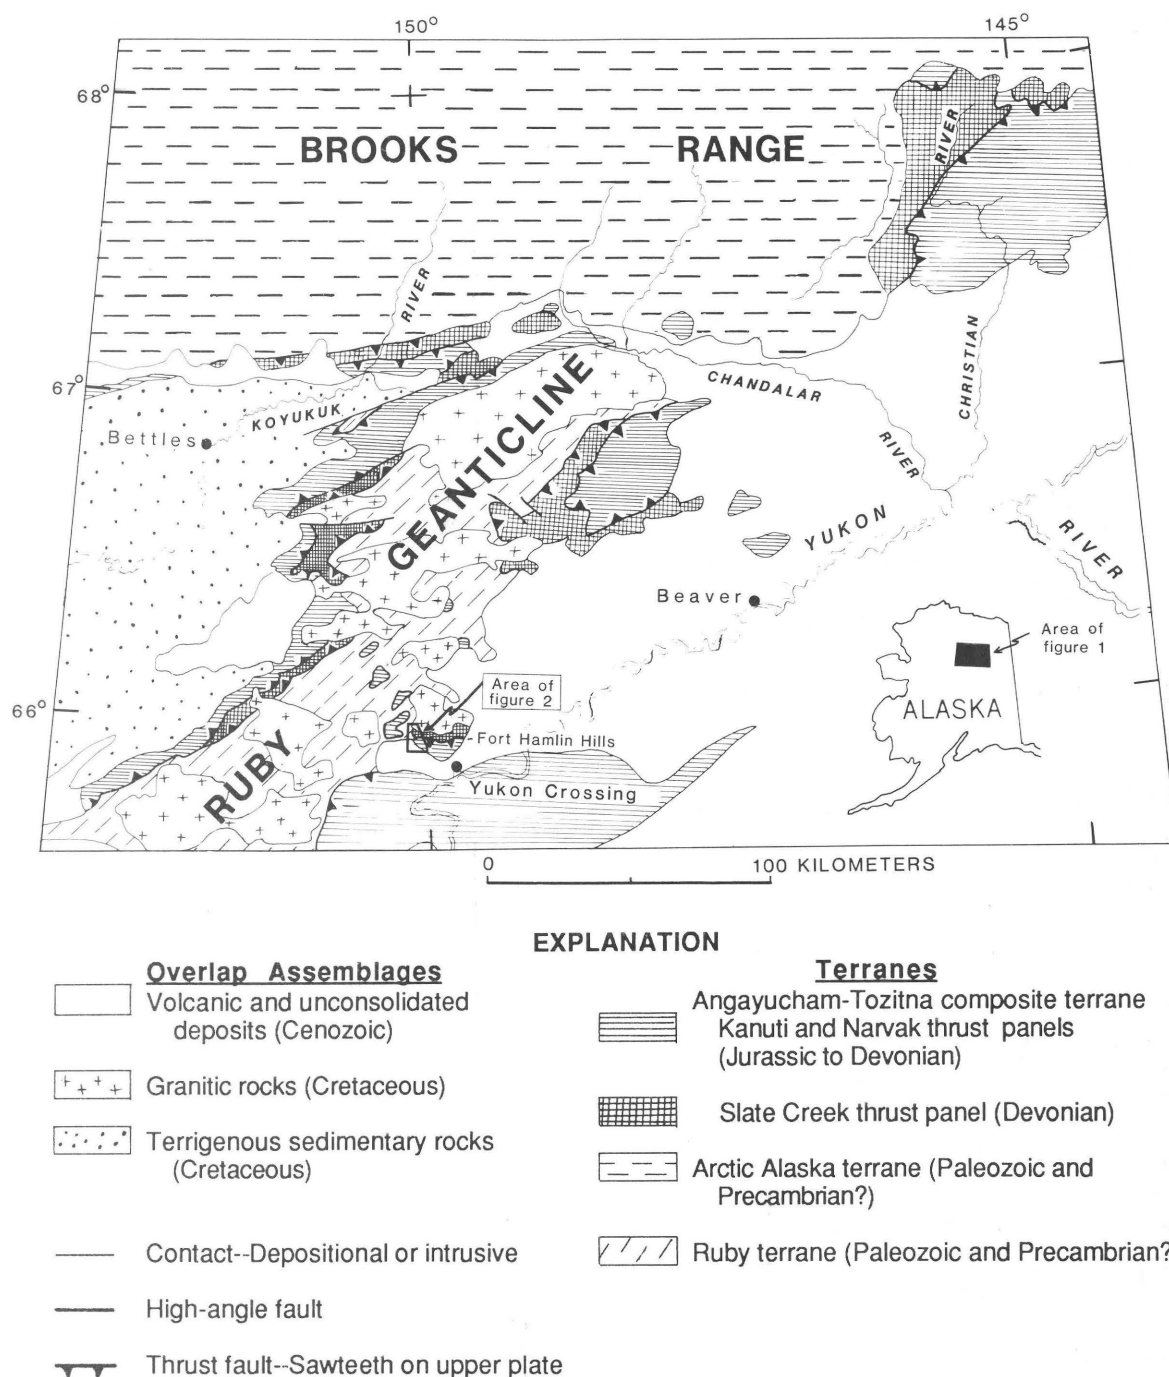 150°
145°
68°
BROOKS RANGE
RIVER
RIVER
67°
KOYUKUK
Bettles
GEANTICLINE
CHANDALAR
RIVER
CHRISTIAN
YUKON
RIVER
Beaver
Area of
figure 1
ALASKA
66°
Area of
figure 2
Fort Hamlin Hills
RUBY
Yukon Crossing
0 100 KILOMETERS
EXPLANATION
Overlap Assemblages
Volcanic and unconsolidated
deposits (Cenozoic)
Granitic rocks (Cretaceous)
Terrigenous sedimentary rocks
(Cretaceous)
Contact--Depositional or intrusive
High-angle fault
Thrust fault--Sawteeth on upper plate
Terranes
Angayucham-Tozitna composite terrane
Kanuti and Narvak thrust panels
(Jurassic to Devonian)
Slate Creek thrust panel (Devonian)
Arctic Alaska terrane (Paleozoic and
Precambrian?)
Ruby terrane (Paleozoic and Precambrian?